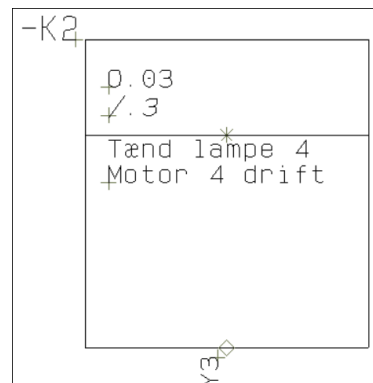 -K2
0.03
/.3
Tænd lampe 4
Motor 4 drift
Y3